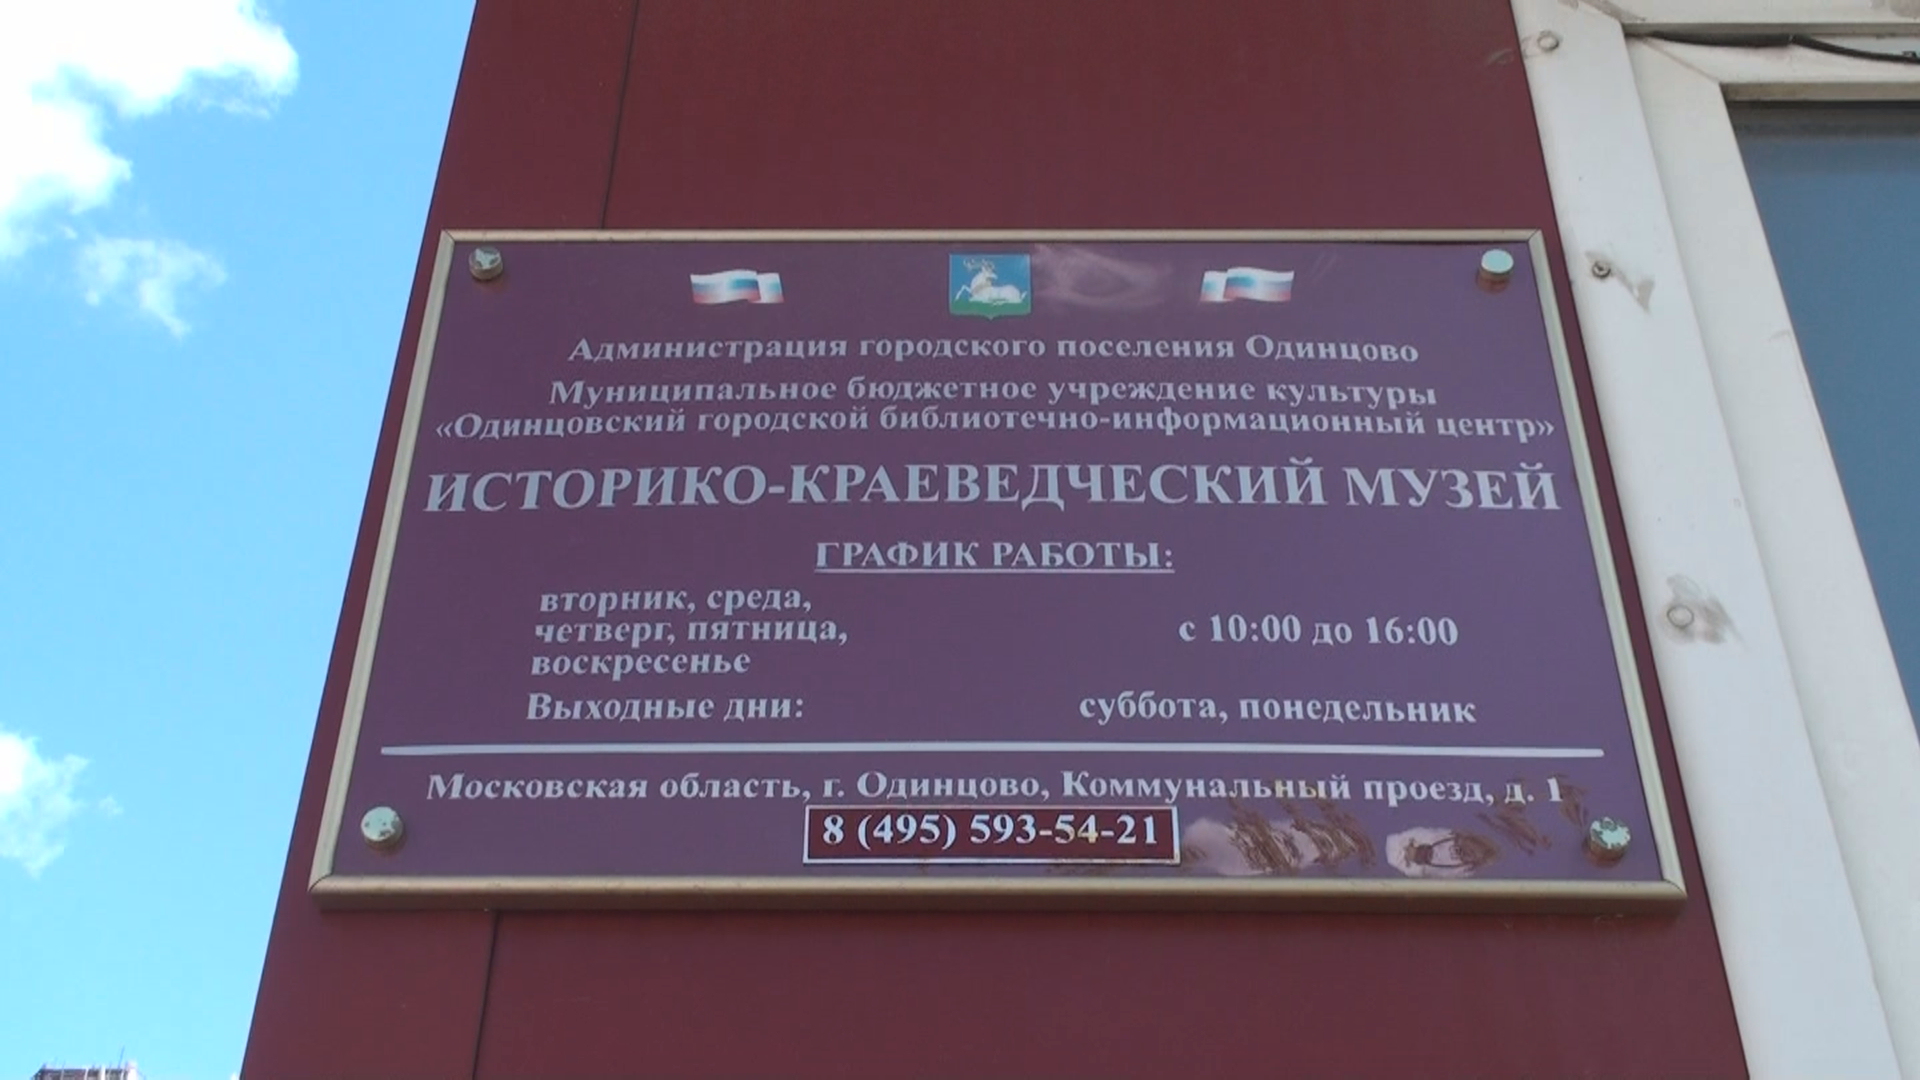 Администрация городского поселения Одинцово
Муниципальное бюджетное учреждение культуры
«Одинцовский городской библиотечно-информационный центр»
ИСТОРИКО-КРАЕВЕДЧЕСКИЙ МУЗЕЙ
ГРАФИК РАБОТЫ:
вторник, среда,
четверг, пятница, с 10:00 до 16:00
воскресенье
Выходные дни: суббота, понедельник
Московская область, г. Одинцово, Коммунальный проезд, д. 1
8 (495) 593-54-21